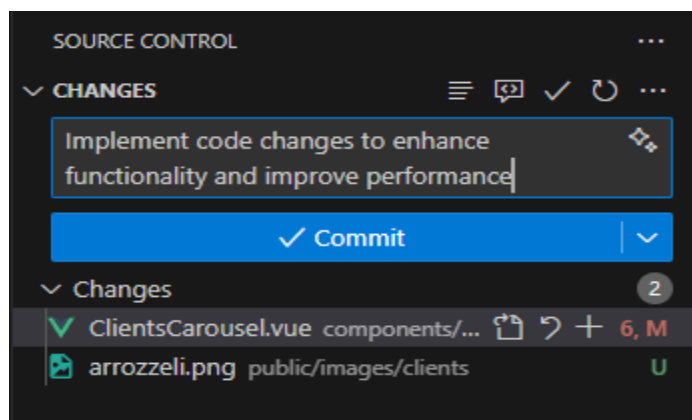 SOURCE CONTROL
CHANGES
Implement code changes to enhance
functionality and improve performance
Commit
Changes 2
ClientsCarousel.vue components/... 6, M
arrozzeli.png public/images/clients U